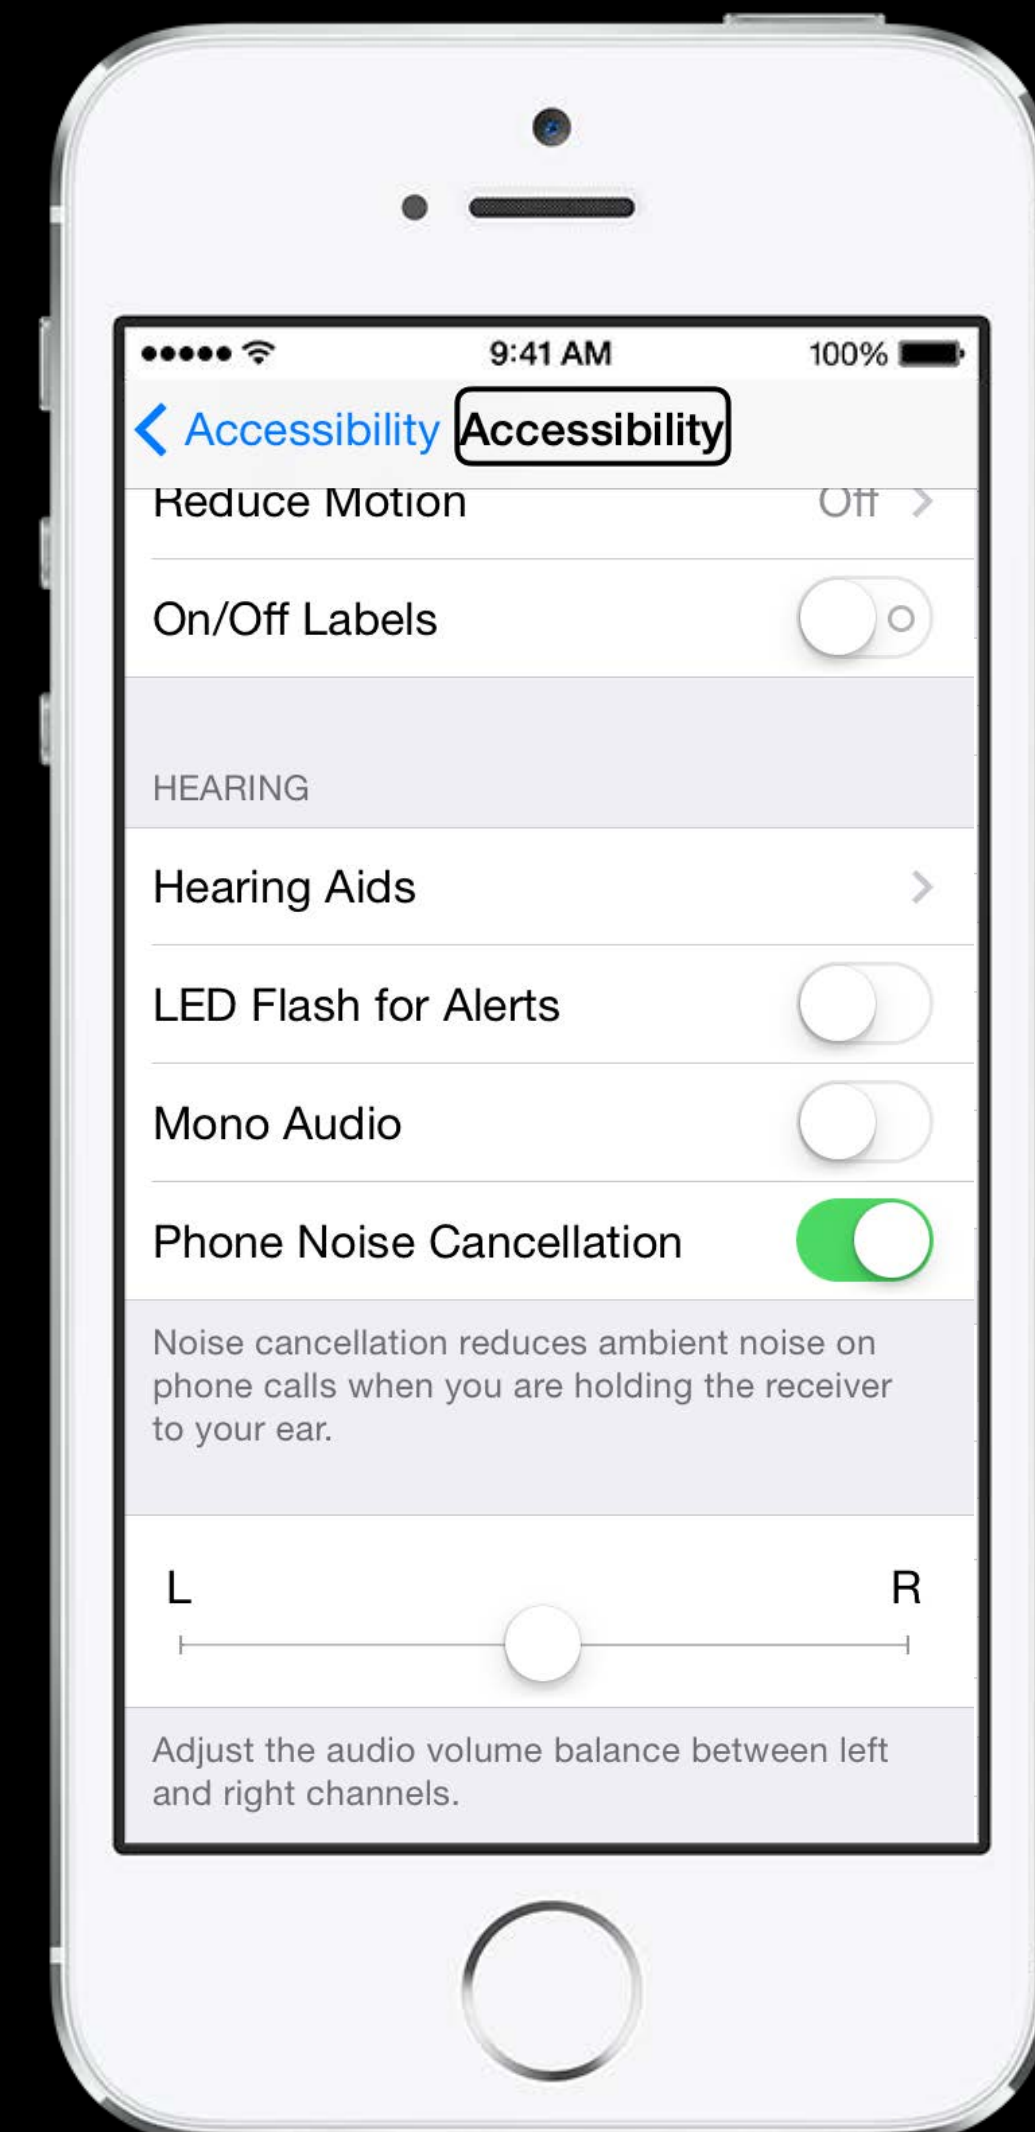 9:41 AM 100%
Accessibility Accessibility
Reduce Motion Off
On/Off Labels
HEARING
Hearing Aids
LED Flash for Alerts
Mono Audio
Phone Noise Cancellation
Noise cancellation reduces ambient noise on
phone calls when you are holding the receiver
to your ear.
L R
Adjust the audio volume balance between left
and right channels.